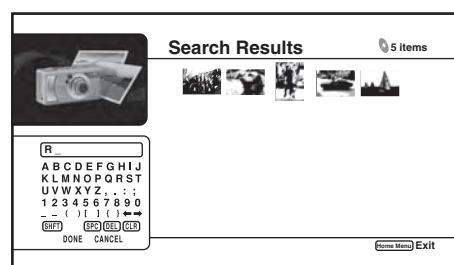 Search Results
5 items
R _
A B C D E F G H I J
K L M N O P Q R S T
U V W X Y Z , . : ;
1 2 3 4 5 6 7 8 9 0
_ – ( ) [ ] { } ⬅ ➡
SHFT SPC DEL CLR
DONE CANCEL
Home Menu Exit